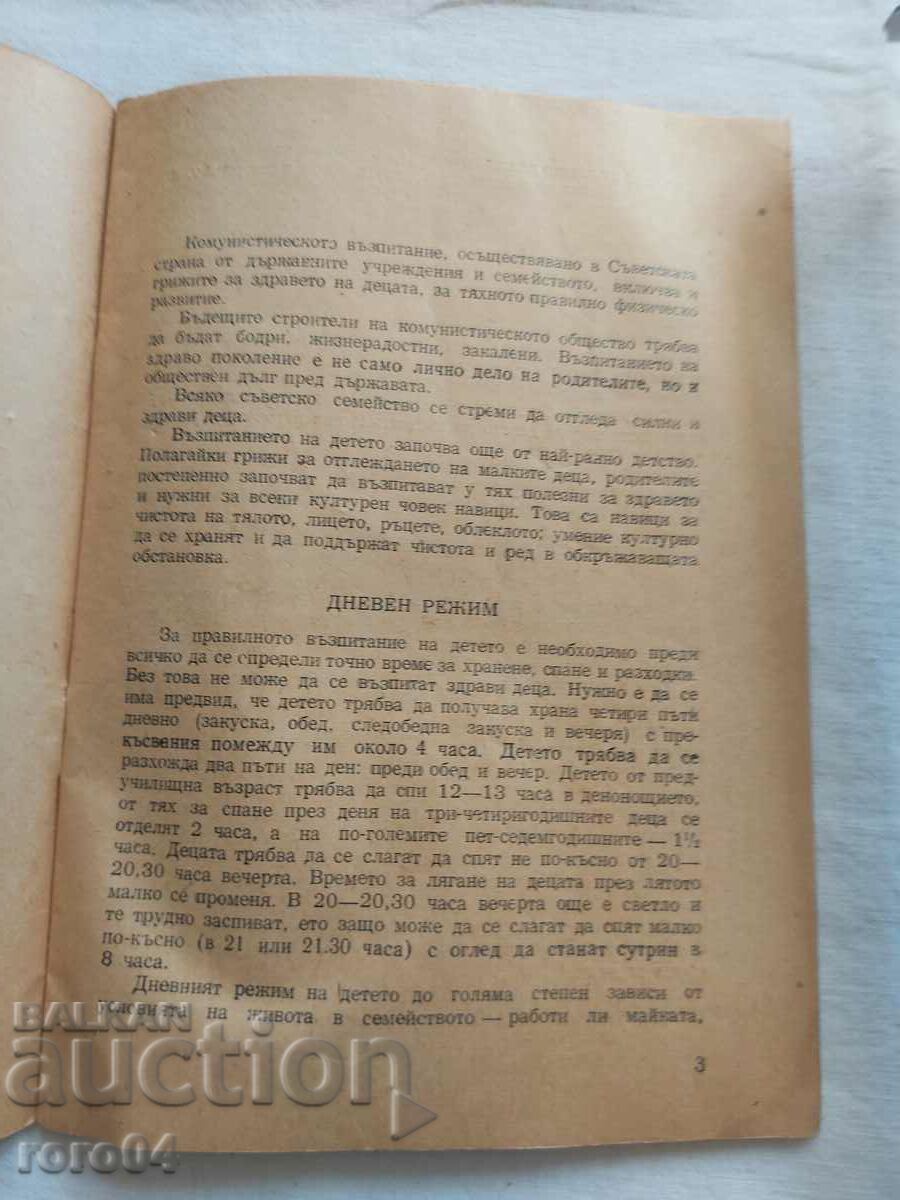 Комунистическото възпитание, осъществявано в Съветската
страна от държавните учреждения и семейството, включва и
грижите за здравето на децата, за тяхното правилно физическо
развитие.
Бъдещите строители на комунистическото общество трябва
да бъдат бодри, жизнерадостни, закалени. Възпитанието на
здраво поколение е не само лично дело на родителите, но и
обществен дълг пред държавата.
Всяко съветско семейство се стреми да отгледа силни и
здрави деца.
Възпитанието на детето започва още от най-ранно детство.
Полагайки грижи за отглеждането на малките деца, родителите
постепенно започват да възпитават у тях полезни за здравето
и нужни за всеки културен човек навици. Това са навици за
чистота на тялото, лицето, ръцете, облеклото; умение културно
да се хранят и да поддържат чистота и ред в обкръжаващата
обстановка.
ДНЕВЕН РЕЖИМ
За правилното възпитание на детето е необходимо преди
всичко да се определи точно време за хранене, спане и разходки.
Без това не може да се възпитат здрави деца. Нужно е да се
има предвид, че детето трябва да получава храна четири пъти
дневно (закуска, обед, следобедна закуска и вечеря) с пре-
късвения помежду им около 4 часа. Детето трябва да се
разхожда два пъти на ден: преди обед и вечер. Детето от пред-
училищна възраст трябва да спи 12—13 часа в денонощието,
от тях за спане през деня на три-четиригодишните деца се
отделят 2 часа, а на по-големите пет-седемгодишните — 1½
часа. Децата трябва да се слагат да спят не по-късно от 20—
20,30 часа вечерта. Времето за лягане на децата през лятото
малко се променя. В 20—20,30 часа вечерта още е светло и
те трудно заспиват, ето защо може да се слагат да спят малко
по-късно (в 21 или 21.30 часа) с оглед да станат сутрин в
8 часа.
Дневният режим на детето до голяма степен зависи от
условията на живота в семейството — работи ли майката,
3
BALKAN
auction
roro04